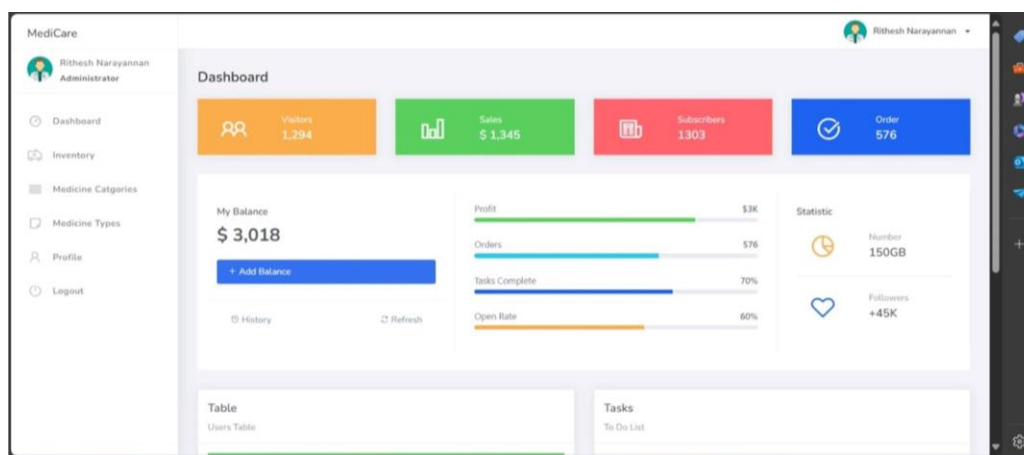 MediCare
Rithesh Narayannan
Rithesh Narayannan
Administrator
Dashboard
Inventory
Medicine Catgories
Medicine Types
Profile
Logout
Dashboard
Visitors
1,294
Sales
$ 1,345
Subscribers
1303
Order
576
My Balance
$ 3,018
+ Add Balance
History
Refresh
Profit $3K
Orders 576
Tasks Complete 70%
Open Rate 60%
Statistic
Number
150GB
Followers
+45K
Table
Users Table
Tasks
To Do List